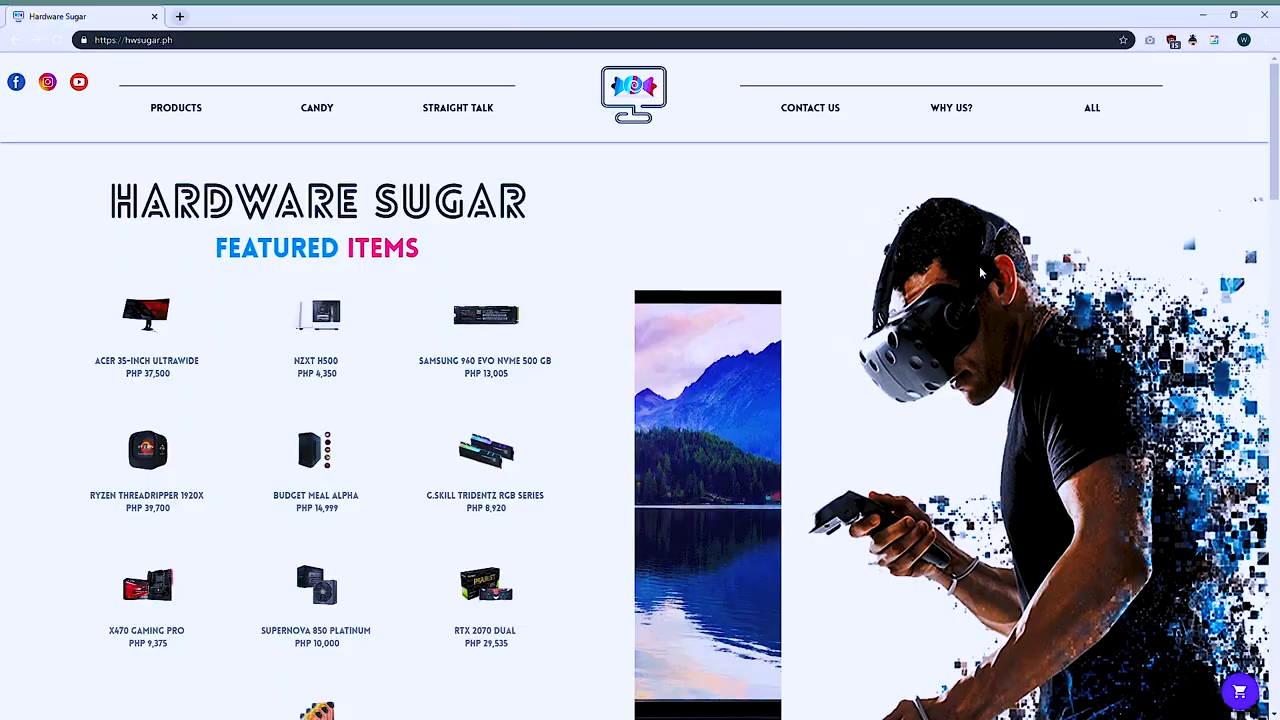 Hardware Sugar
https://hwsugar.ph
15
W
PRODUCTS
CANDY
STRAIGHT TALK
CONTACT US
WHY US?
ALL
HARDWARE SUGAR
FEATURED ITEMS
ACER 35-INCH ULTRAWIDE
PHP 37,500
NZXT H500
PHP 4,350
SAMSUNG 960 EVO NVME 500 GB
PHP 13,005
RYZEN THREADRIPPER 1920X
PHP 39,700
BUDGET MEAL ALPHA
PHP 14,999
G.SKILL TRIDENTZ RGB SERIES
PHP 8,920
X470 GAMING PRO
PHP 9,375
SUPERNOVA 850 PLATINUM
PHP 10,000
RTX 2070 DUAL
PHP 29,535